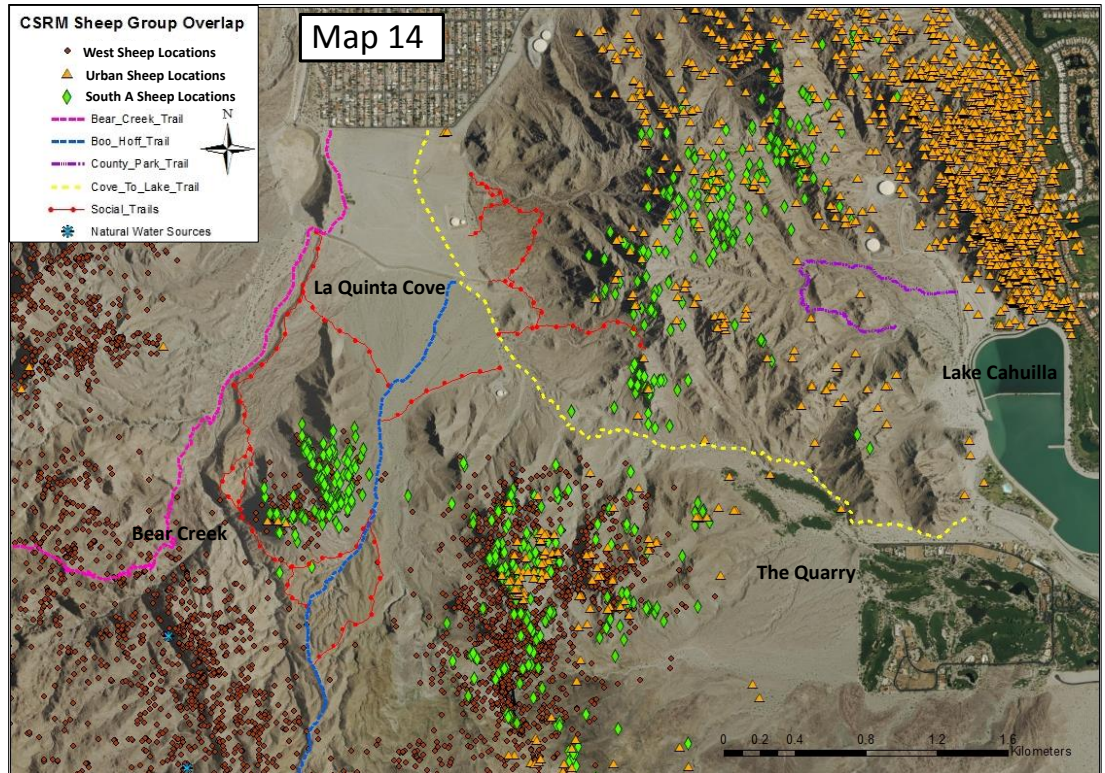 CSRM Sheep Group Overlap
West Sheep Locations
Urban Sheep Locations
South A Sheep Locations
Bear_Creek_Trail
Boo_Hoff_Trail
County_Park_Trail
Cove_To_Lake_Trail
Social_Trails
Natural Water Sources
N
Map 14
La Quinta Cove
Lake Cahuilla
Bear Creek
The Quarry
0 0.2 0.4 0.8 1.2 1.6
Kilometers